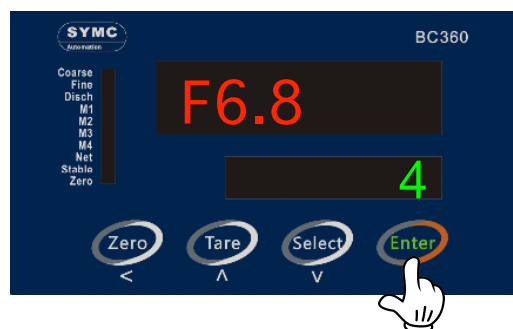 SYMC
Automation
BC360
Coarse
Fine
Disch
M1
M2
M3
M4
Net
Stable
Zero
F6.8
4
Zero Tare Select Enter
< ∧ ∨